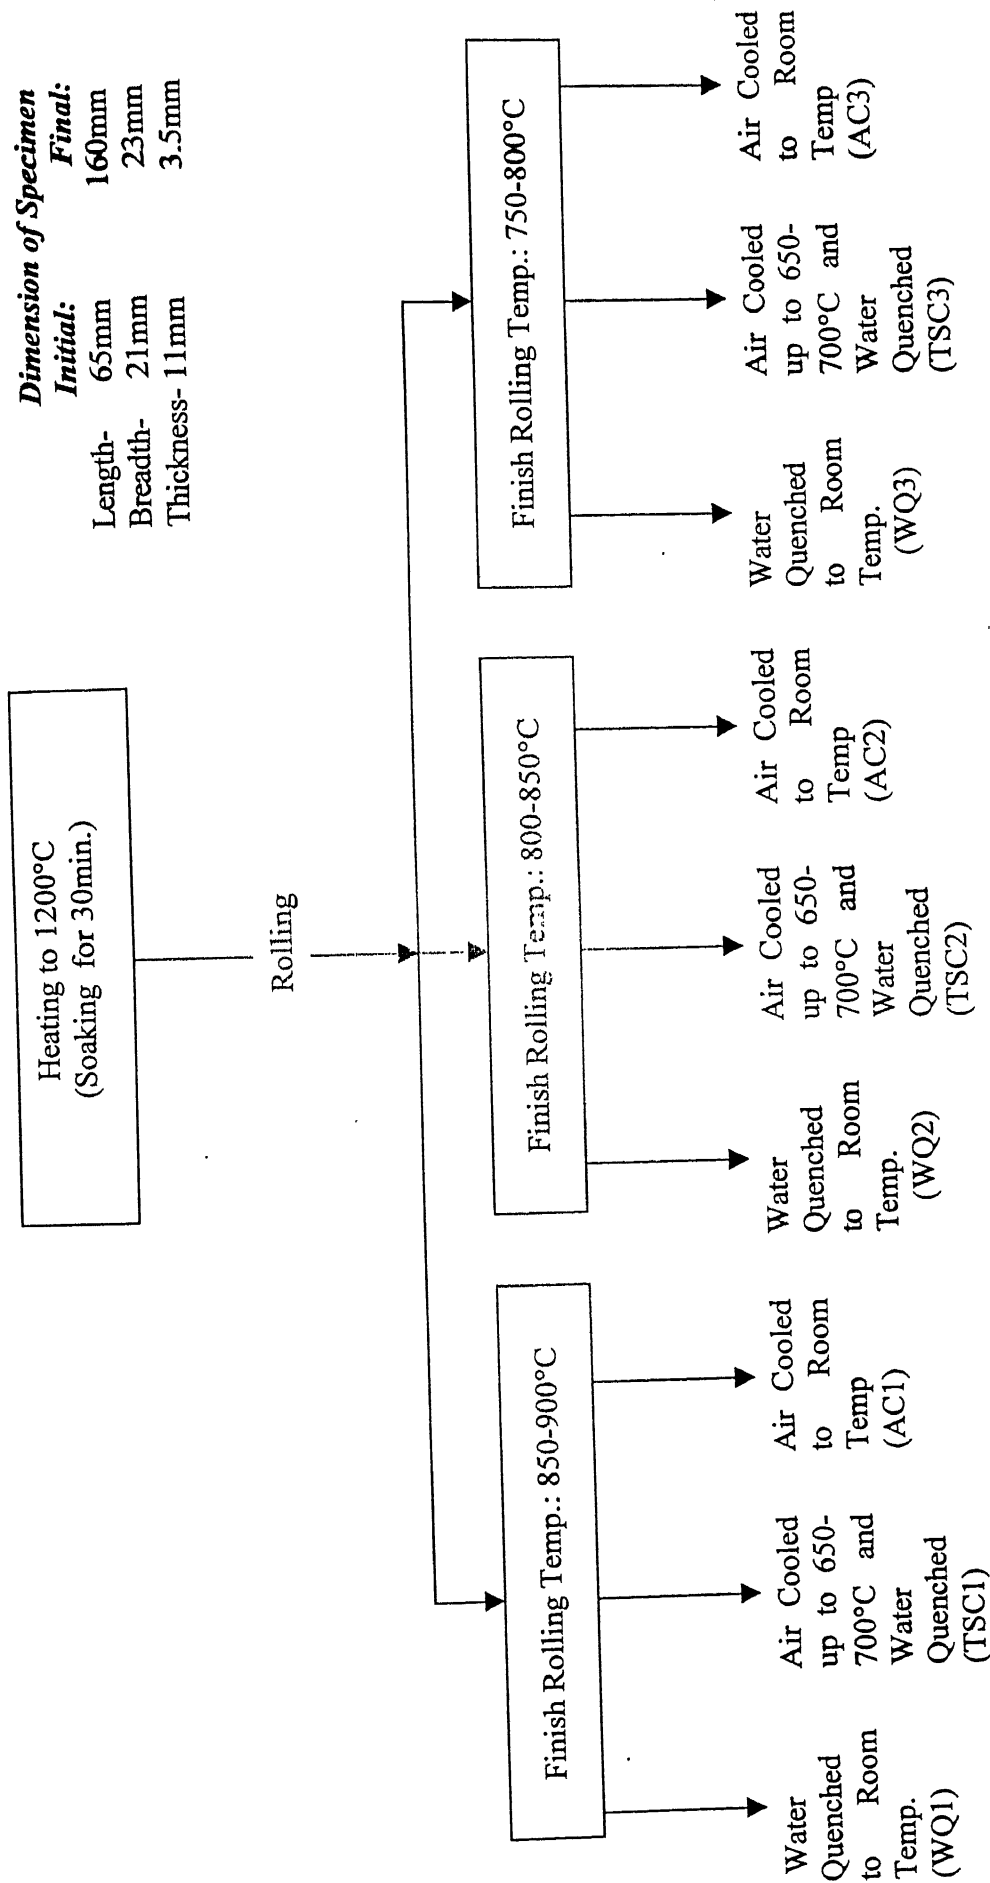 Dimension of Specimen
Initial: Final:
Length- 65mm 160mm
Breadth- 21mm 23mm
Thickness- 11mm 3.5mm
Heating to 1200°C
(Soaking for 30min.)
Rolling
Finish Rolling Temp.: 850-900°C
Finish Rolling Temp.: 800-850°C
Finish Rolling Temp.: 750-800°C
Water
Quenched
to Room
Temp.
(WQ1)
Air Cooled
up to 650-
700°C and
Water
Quenched
(TSC1)
Air Cooled
to Room
Temp
(AC1)
Water
Quenched
to Room
Temp.
(WQ2)
Air Cooled
up to 650-
700°C and
Water
Quenched
(TSC2)
Air Cooled
to Room
Temp
(AC2)
Water
Quenched
to Room
Temp.
(WQ3)
Air Cooled
up to 650-
700°C and
Water
Quenched
(TSC3)
Air Cooled
to Room
Temp
(AC3)